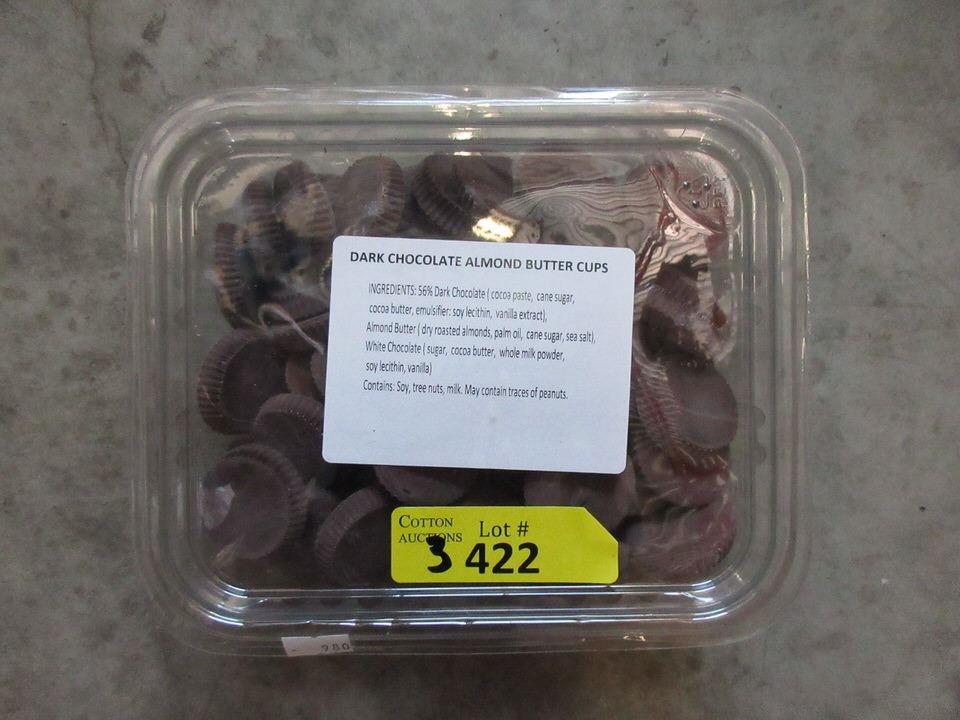 DARK CHOCOLATE ALMOND BUTTER CUPS
INGREDIENTS: 56% Dark Chocolate ( cocoa paste, cane sugar,
cocoa butter, emulsifier: soy lecithin, vanilla extract),
Almond Butter ( dry roasted almonds, palm oil, cane sugar, sea salt),
White Chocolate ( sugar, cocoa butter, whole milk powder,
soy lecithin, vanilla)
Contains: Soy, tree nuts, milk. May contain traces of peanuts.
COTTON
AUCTIONS
Lot #
3 422
980